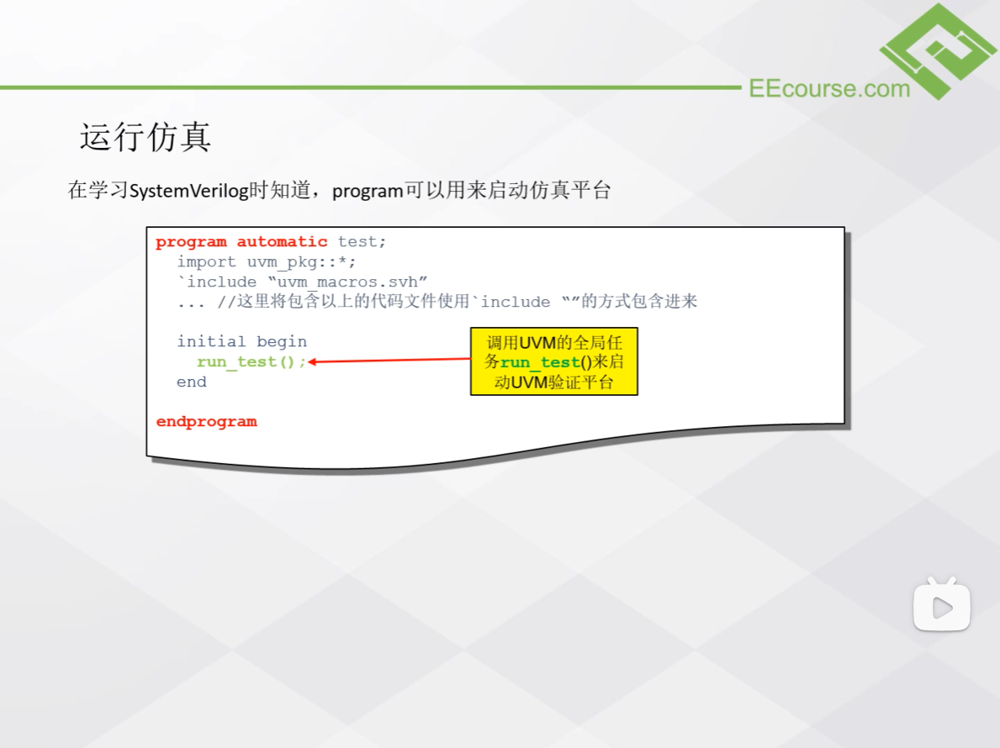 EEcourse.com
运行仿真
在学习SystemVerilog时知道，program可以用来启动仿真平台
program automatic test;
import uvm_pkg::*;
`include “uvm_macros.svh”
... //这里将包含以上的代码文件使用`include “”的方式包含进来
initial begin
run_test();
end
endprogram
调用UVM的全局任
务run_test()来启
动UVM验证平台